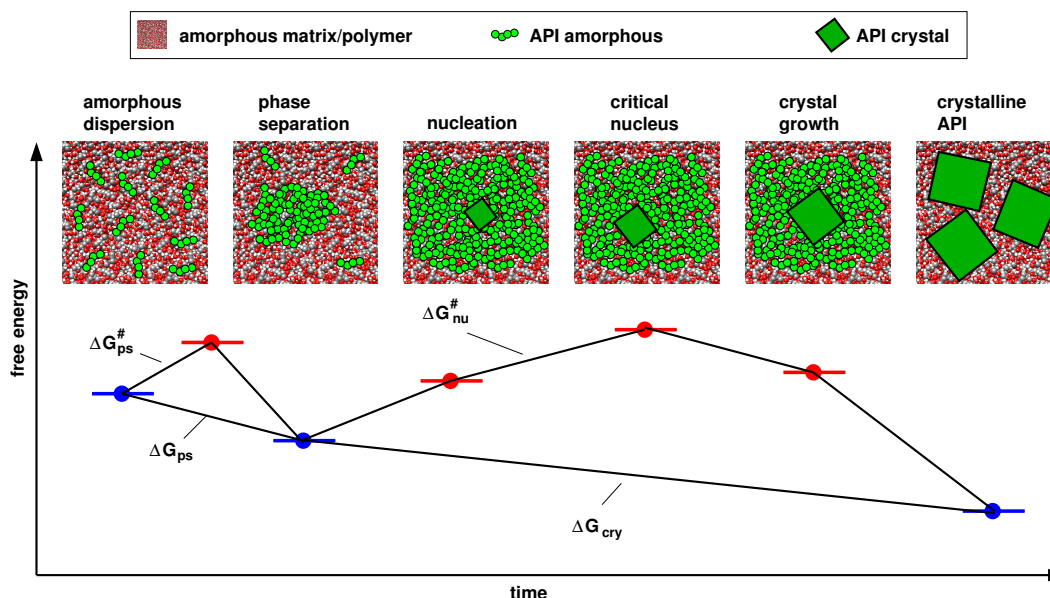 amorphous matrix/polymer
API amorphous
API crystal
amorphous
dispersion
phase
separation
nucleation
critical
nucleus
crystal
growth
crystalline
API
free energy
ΔG#ps
ΔGps
ΔG#nu
ΔGcry
time